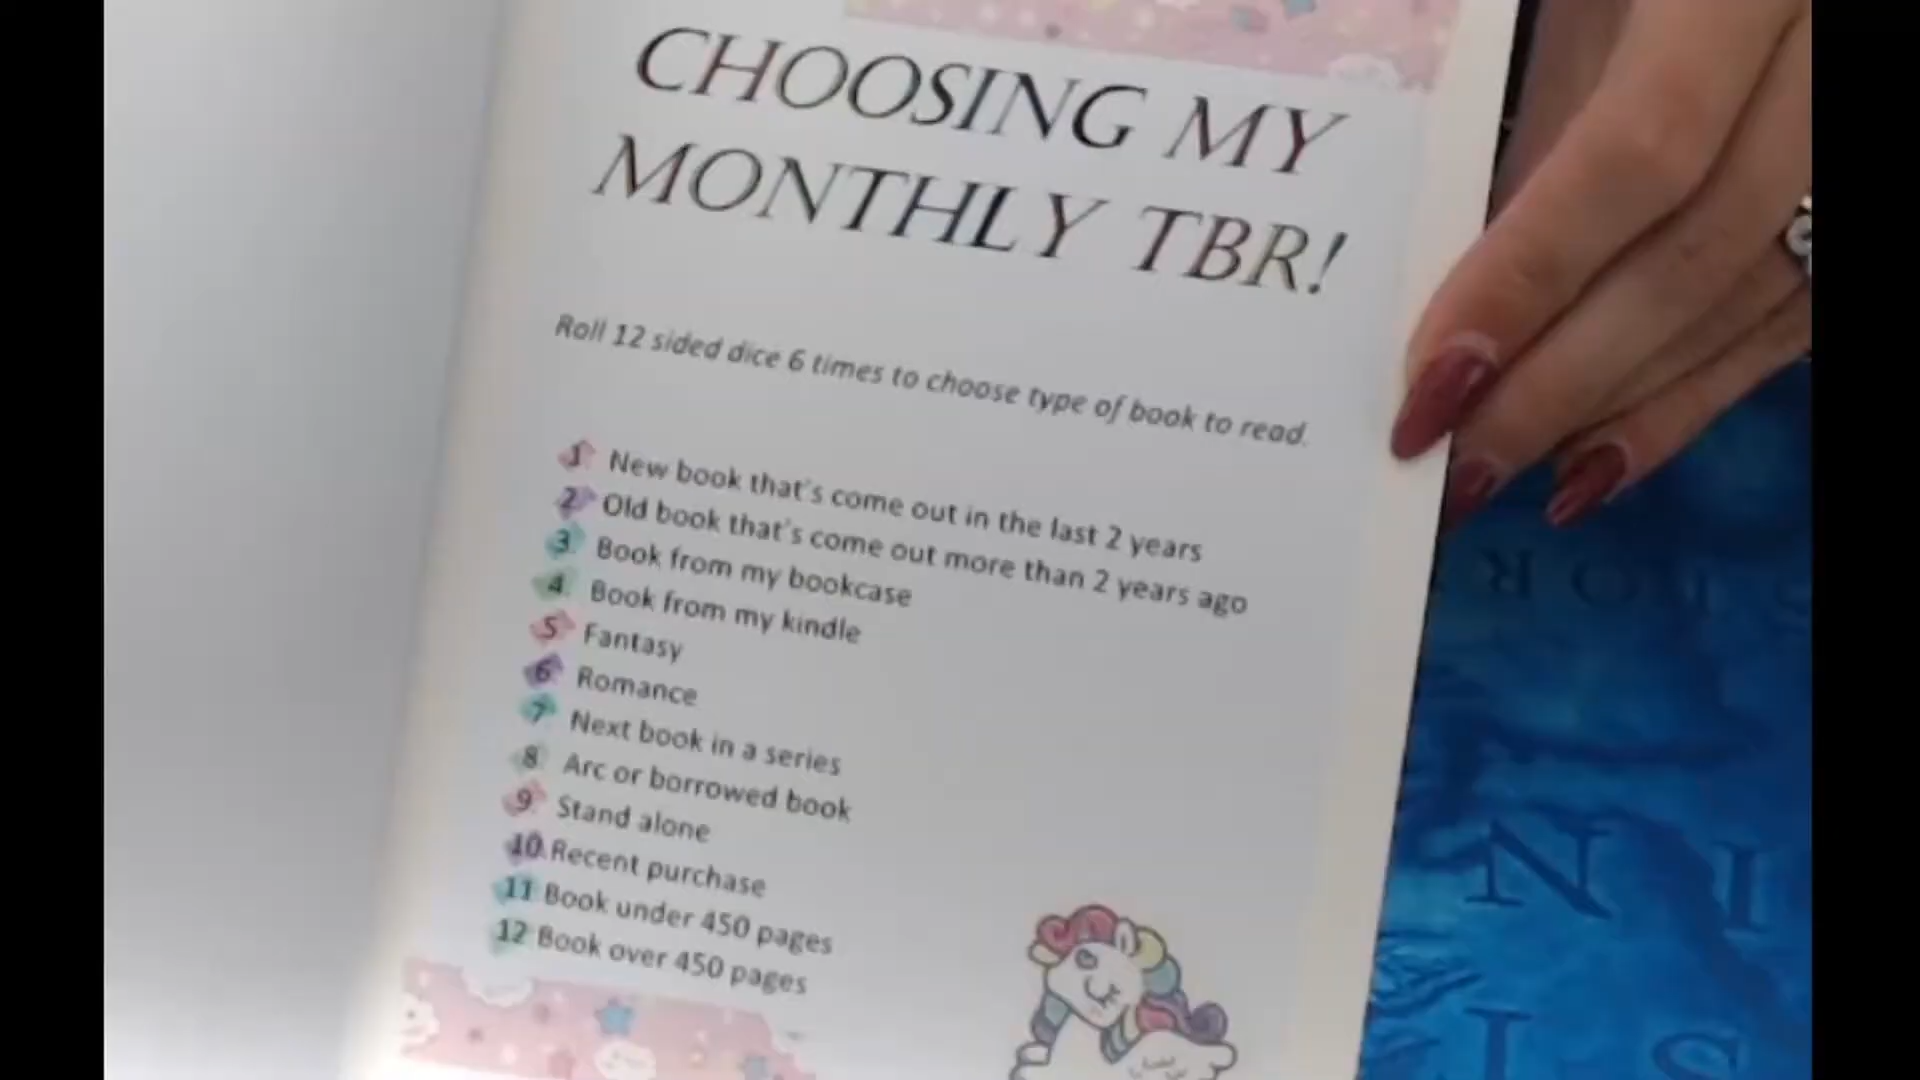 CHOOSING MY
MONTHLY TBR!
Roll 12 sided dice 6 times to choose type of book to read.
1. New book that's come out in the last 2 years
2. Old book that's come out more than 2 years ago
3. Book from my bookcase
4. Book from my kindle
5. Fantasy
6. Romance
7. Next book in a series
8. Arc or borrowed book
9. Stand alone
10. Recent purchase
11 Book under 450 pages
12 Book over 450 pages